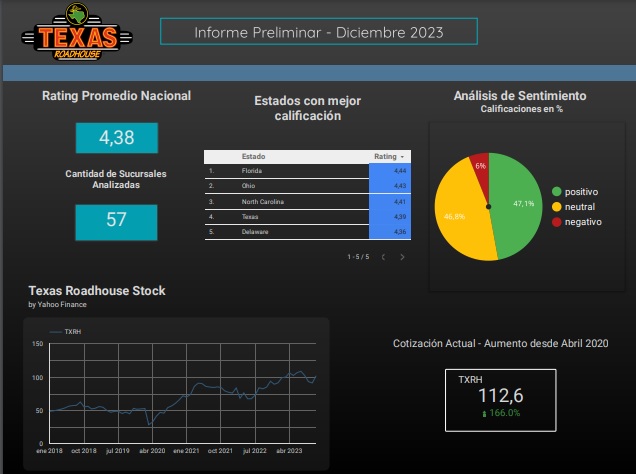 TEXAS
ROADHOUSE
Informe Preliminar - Diciembre 2023
Rating Promedio Nacional
4,38
Cantidad de Sucursales
Analizadas
57
Estados con mejor
calificación
Estado Rating
1. Florida 4,44
2. Ohio 4,43
3. North Carolina 4,41
4. Texas 4,39
5. Delaware 4,36
1 - 5 / 5
Análisis de Sentimiento
Calificaciones en %
6%
47,1%
46,8%
positivo
neutral
negativo
Texas Roadhouse Stock
by Yahoo Finance
TXRH
150
100
50
0
ene 2018 oct 2018 jul 2019 abr 2020 ene 2021 oct 2021 jul 2022 abr 2023
Cotización Actual - Aumento desde Abril 2020
TXRH
112,6
166.0%